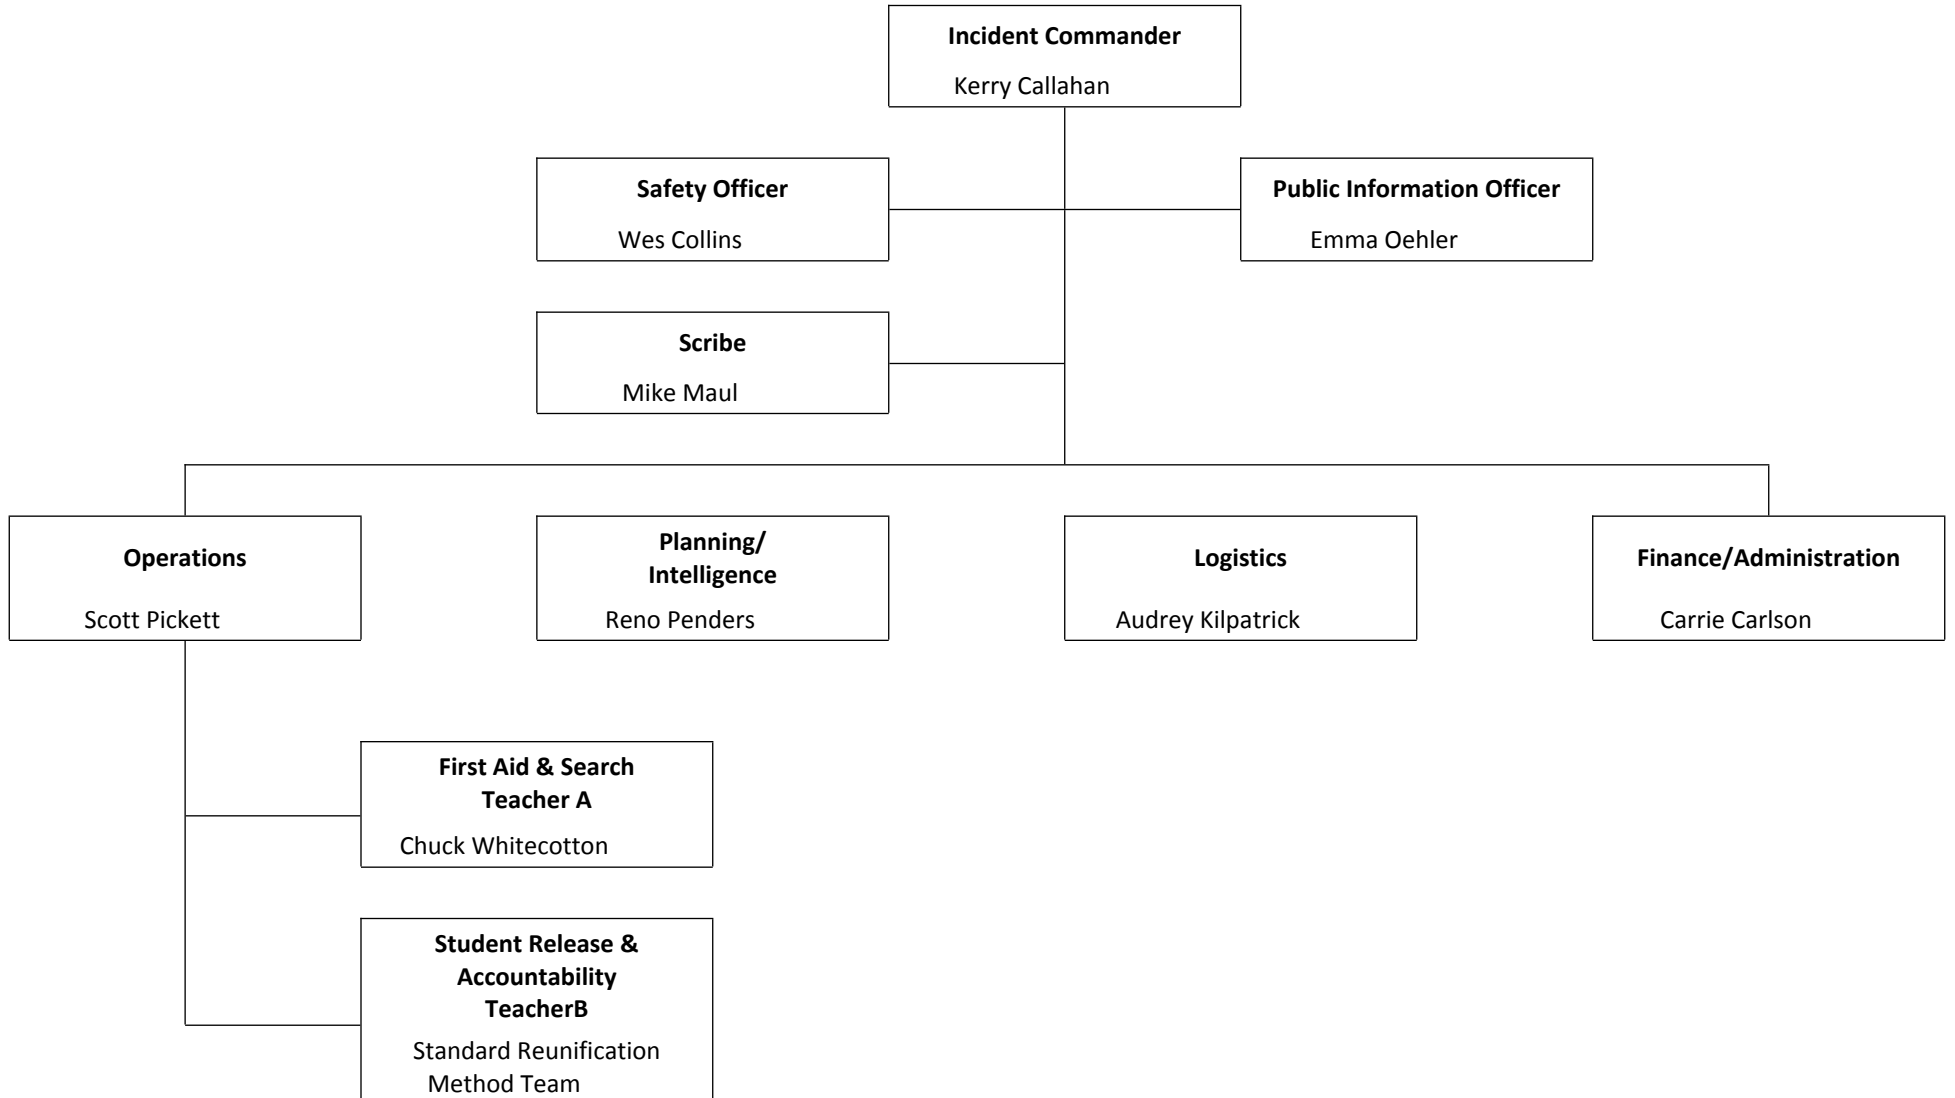 Incident Commander
Kerry Callahan
Safety Officer
Wes Collins
Public Information Officer
Emma Oehler
Scribe
Mike Maul
Operations
Scott Pickett
Planning/
Intelligence
Reno Penders
Logistics
Audrey Kilpatrick
Finance/Administration
Carrie Carlson
First Aid & Search
Teacher A
Chuck Whitecotton
Student Release &
Accountability
TeacherB
Standard Reunification
Method Team